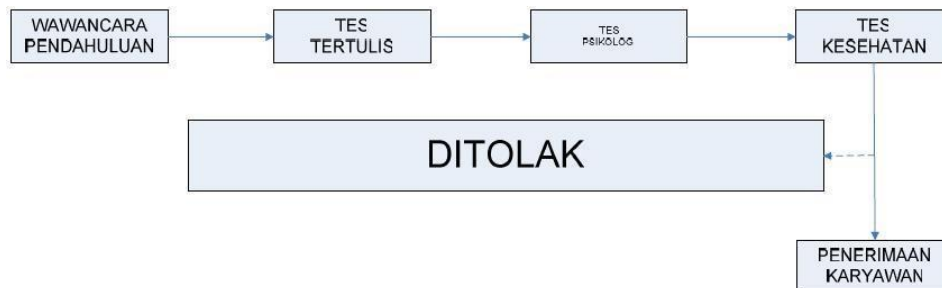 WAWANCARA
PENDAHULUAN
TES
TERTULIS
TES
PSIKOLOG
TES
KESEHATAN
DITOLAK
PENERIMAAN
KARYAWAN